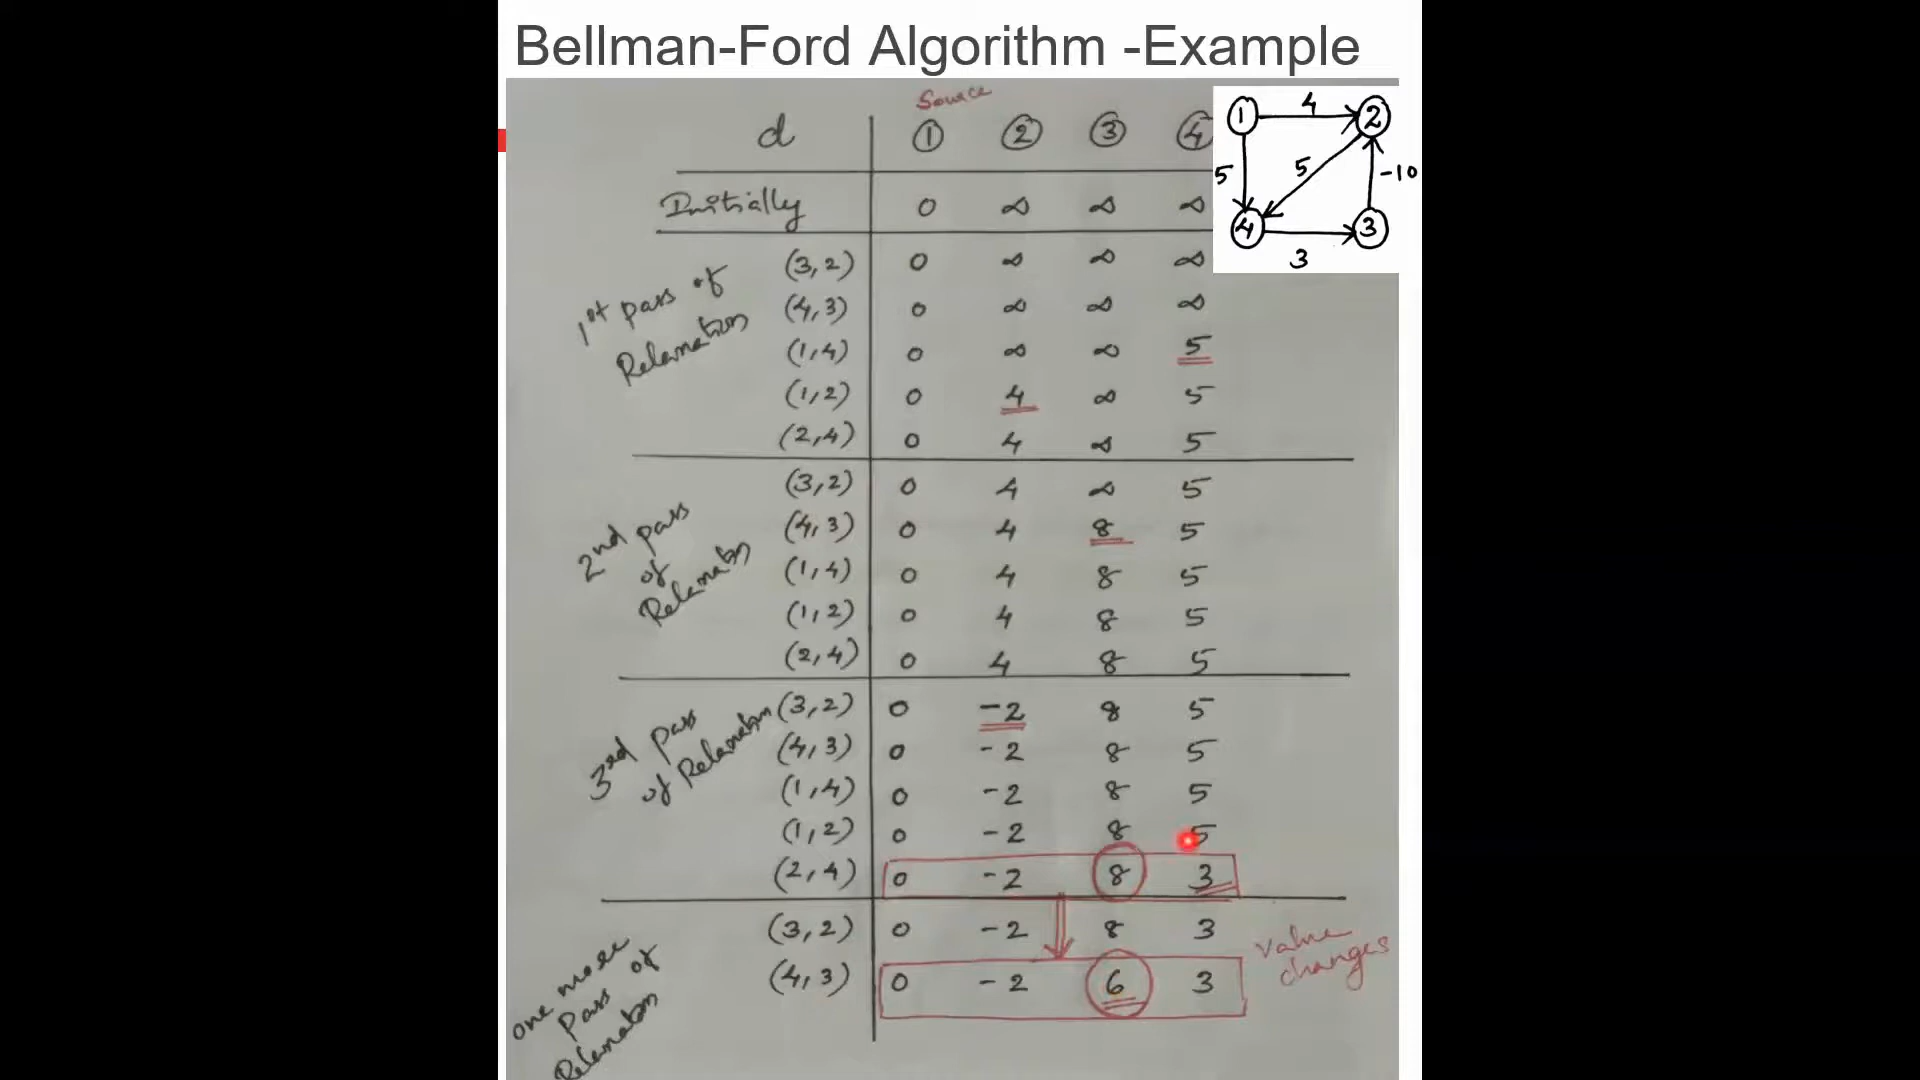 Bellman-Ford Algorithm -Example
Source
d 1 2 3 4
Initially 0 ∞ ∞ ∞
1st pass of Relaxation
(3,2) 0 ∞ ∞ ∞
(4,3) 0 ∞ ∞ ∞
(1,4) 0 ∞ ∞ 5
(1,2) 0 4 ∞ 5
(2,4) 0 4 ∞ 5
2nd pass of Relaxation
(3,2) 0 4 ∞ 5
(4,3) 0 4 8 5
(1,4) 0 4 8 5
(1,2) 0 4 8 5
(2,4) 0 4 8 5
3rd pass of Relaxation
(3,2) 0 -2 8 5
(4,3) 0 -2 8 5
(1,4) 0 -2 8 5
(1,2) 0 -2 8 5
(2,4) 0 -2 8 3
one more pass of Relaxation
(3,2) 0 -2 8 3
(4,3) 0 -2 6 3
value changes
1 4 2
5 5 -10
4 3 3